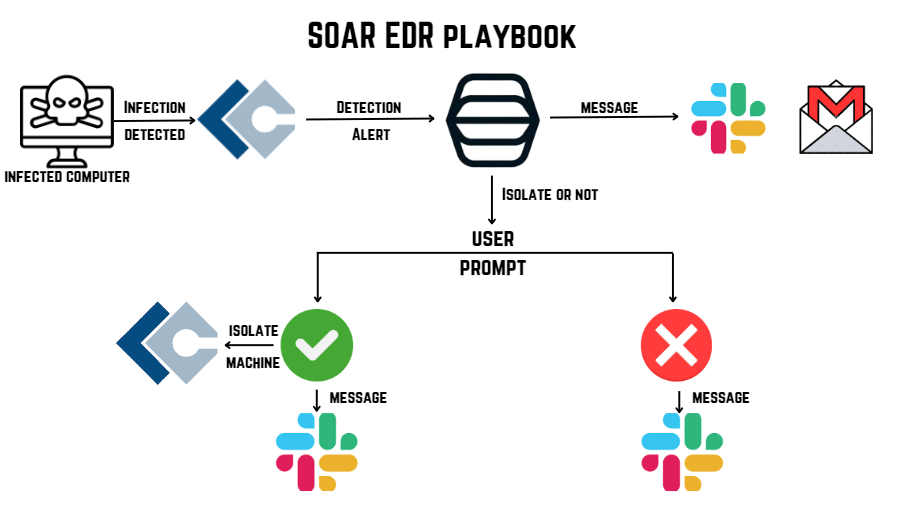 SOAR EDR PLAYBOOK
INFECTION
DETECTED
DETECTION
ALERT
MESSAGE
INFECTED COMPUTER
ISOLATE OR NOT
USER
PROMPT
ISOLATE
MACHINE
MESSAGE
MESSAGE